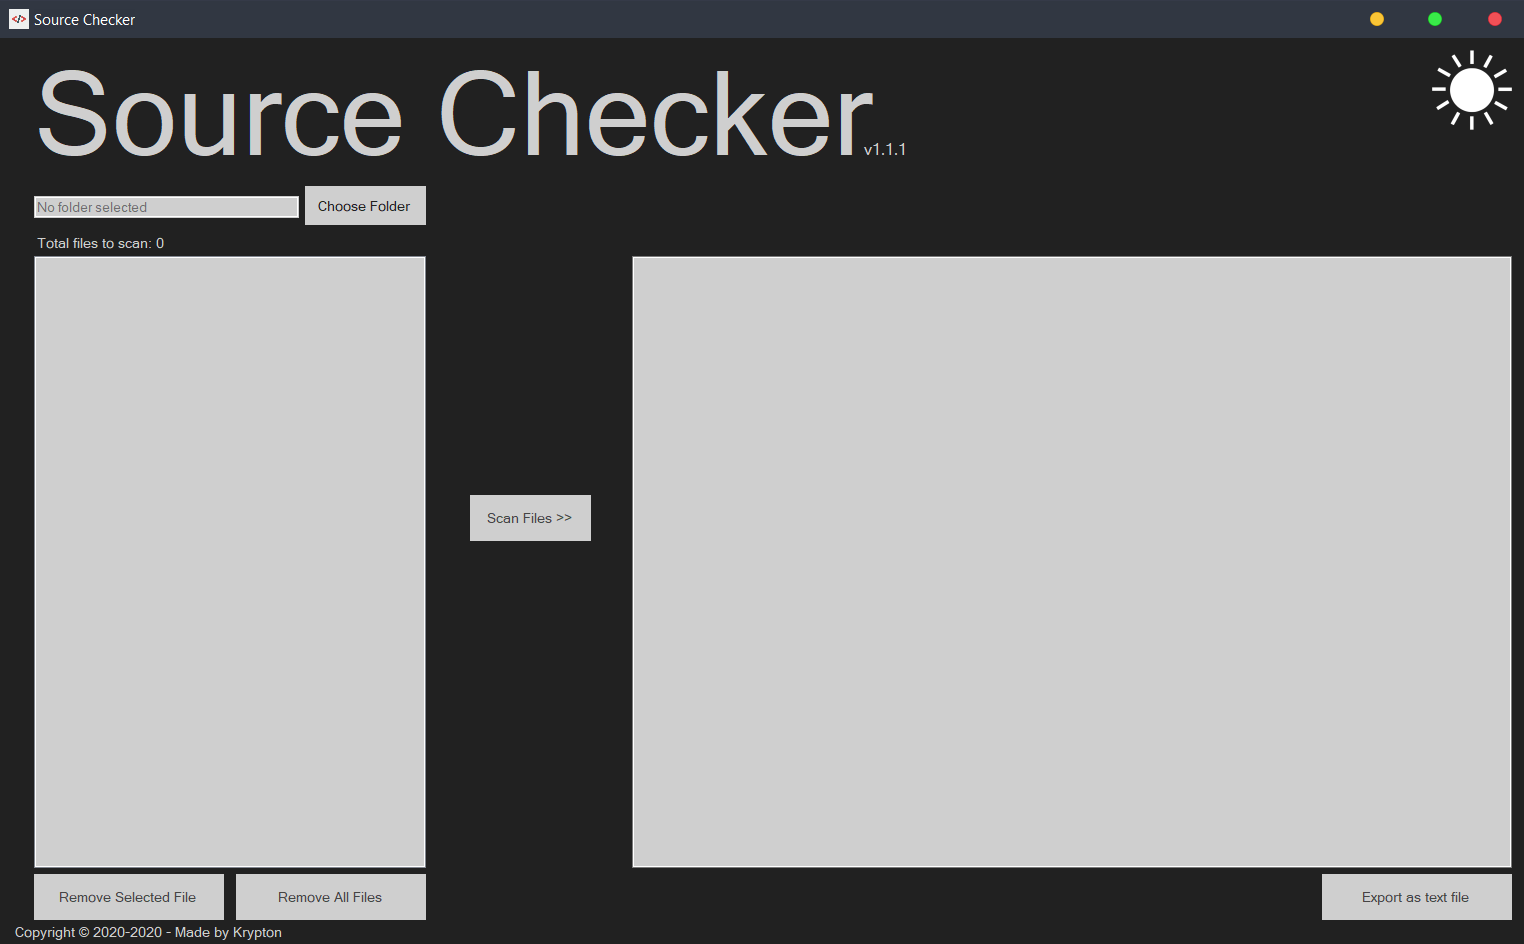 </> Source Checker
Source Checker v1.1.1
No folder selected
Choose Folder
Total files to scan: 0
Scan Files >>
Remove Selected File
Remove All Files
Export as text file
Copyright © 2020-2020 - Made by Krypton